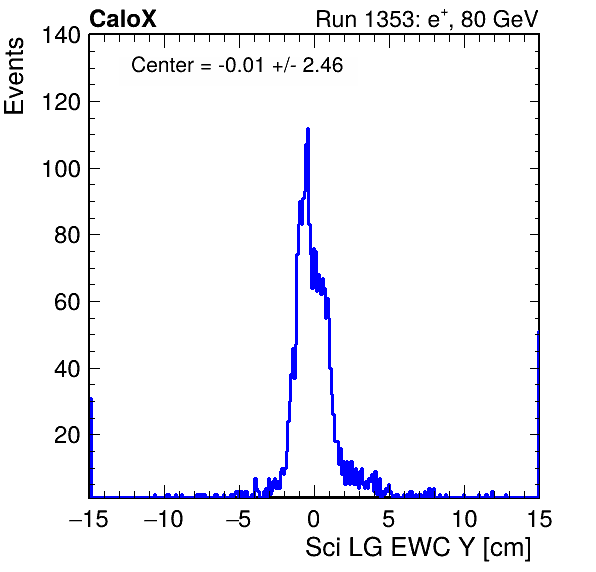 CaloX Run 1353: e⁺, 80 GeV
Center = -0.01 +/- 2.46
Events
140
120
100
80
60
40
20
−15 −10 −5 0 5 10 15
Sci LG EWC Y [cm]